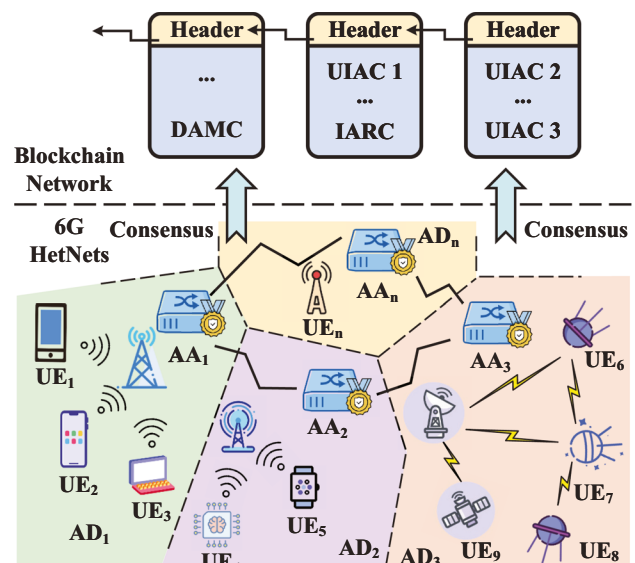 Header
Header
Header
...
UIAC 1
UIAC 2
...
...
DAMC
IARC
UIAC 3
Blockchain
Network
6G
HetNets
Consensus
Consensus
ADn
AAn
UEn
AA1
AA3
UE1
UE6
AA2
UE2
UE3
UE7
UE5
AD1
AD2
AD3
UE9
UE8